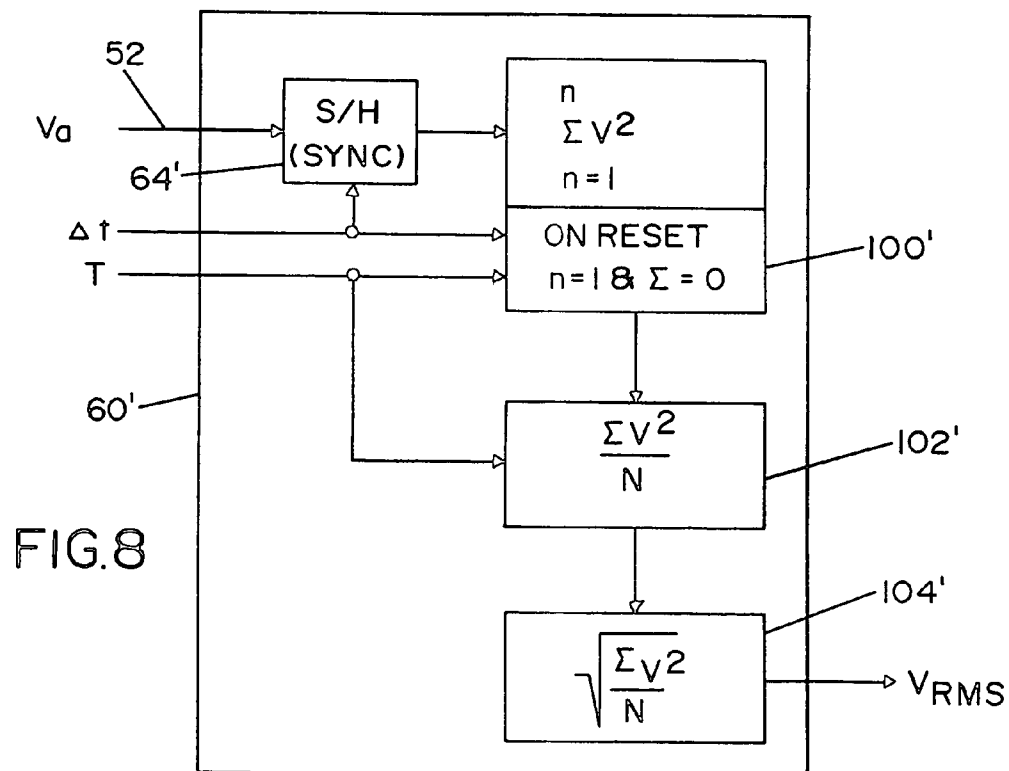 52
Va
S/H
(SYNC)
64'
n
Σ V²
n = 1
Δt
T
ON RESET
n=1 & Σ = 0
100'
60'
ΣV²
N
102'
FIG.8
√ΣV²
N
104'
VRMS